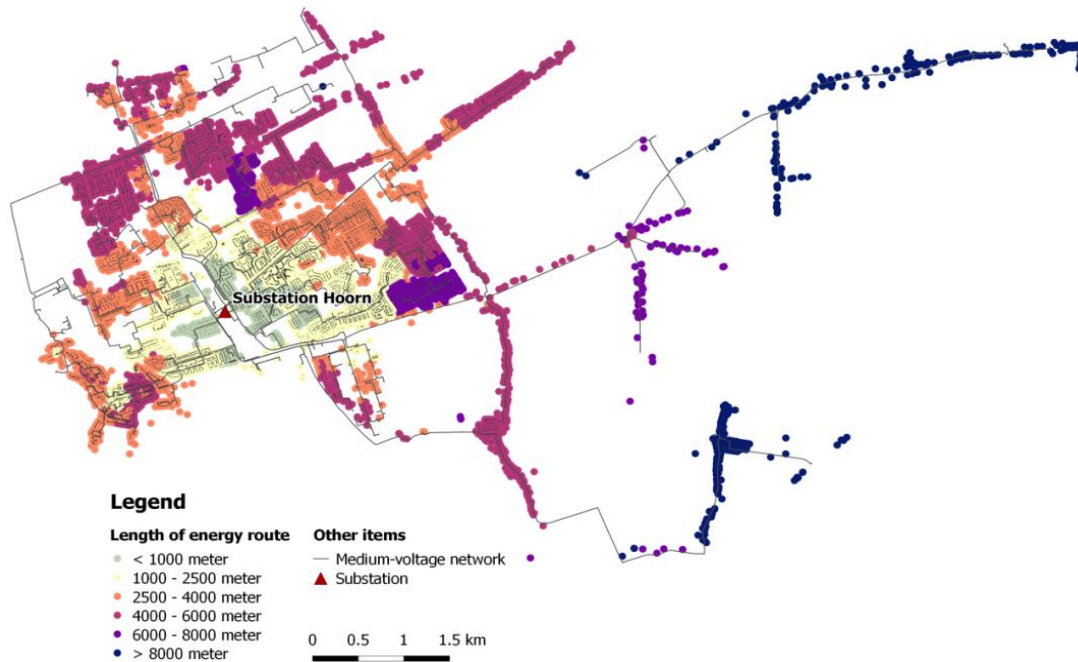 Substation Hoorn
Legend
Length of energy route
< 1000 meter
1000 - 2500 meter
2500 - 4000 meter
4000 - 6000 meter
6000 - 8000 meter
> 8000 meter
Other items
Medium-voltage network
Substation
0 0.5 1 1.5 km